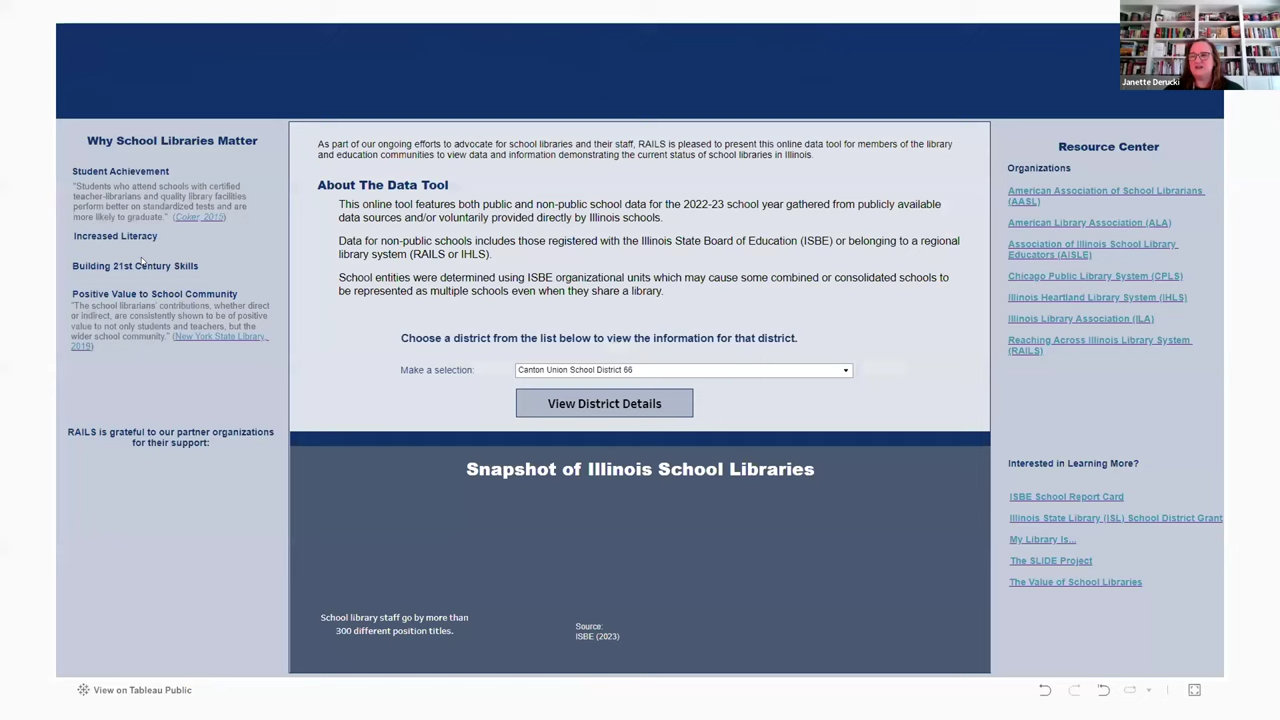 Janette Derucki
Why School Libraries Matter
Student Achievement
"Students who attend schools with certified
teacher-librarians and quality library facilities
perform better on standardized tests and are
more likely to graduate." (Coker, 2015)
Increased Literacy
Building 21st Century Skills
Positive Value to School Community
"The school librarians' contributions, whether direct
or indirect, are consistently shown to be of positive
value to not only students and teachers, but the
wider school community." (New York State Library,
2019)
RAILS is grateful to our partner organizations
for their support:
As part of our ongoing efforts to advocate for school libraries and their staff, RAILS is pleased to present this online data tool for members of the library
and education communities to view data and information demonstrating the current status of school libraries in Illinois.
About The Data Tool
This online tool features both public and non-public school data for the 2022-23 school year gathered from publicly available
data sources and/or voluntarily provided directly by Illinois schools.
Data for non-public schools includes those registered with the Illinois State Board of Education (ISBE) or belonging to a regional
library system (RAILS or IHLS).
School entities were determined using ISBE organizational units which may cause some combined or consolidated schools to
be represented as multiple schools even when they share a library.
Choose a district from the list below to view the information for that district.
Make a selection: Canton Union School District 66
View District Details
Snapshot of Illinois School Libraries
School library staff go by more than
300 different position titles.
Source:
ISBE (2023)
Resource Center
Organizations
American Association of School Librarians
(AASL)
American Library Association (ALA)
Association of Illinois School Library
Educators (AISLE)
Chicago Public Library System (CPLS)
Illinois Heartland Library System (IHLS)
Illinois Library Association (ILA)
Reaching Across Illinois Library System
(RAILS)
Interested in Learning More?
ISBE School Report Card
Illinois State Library (ISL) School District Grant
My Library Is...
The SLIDE Project
The Value of School Libraries
View on Tableau Public